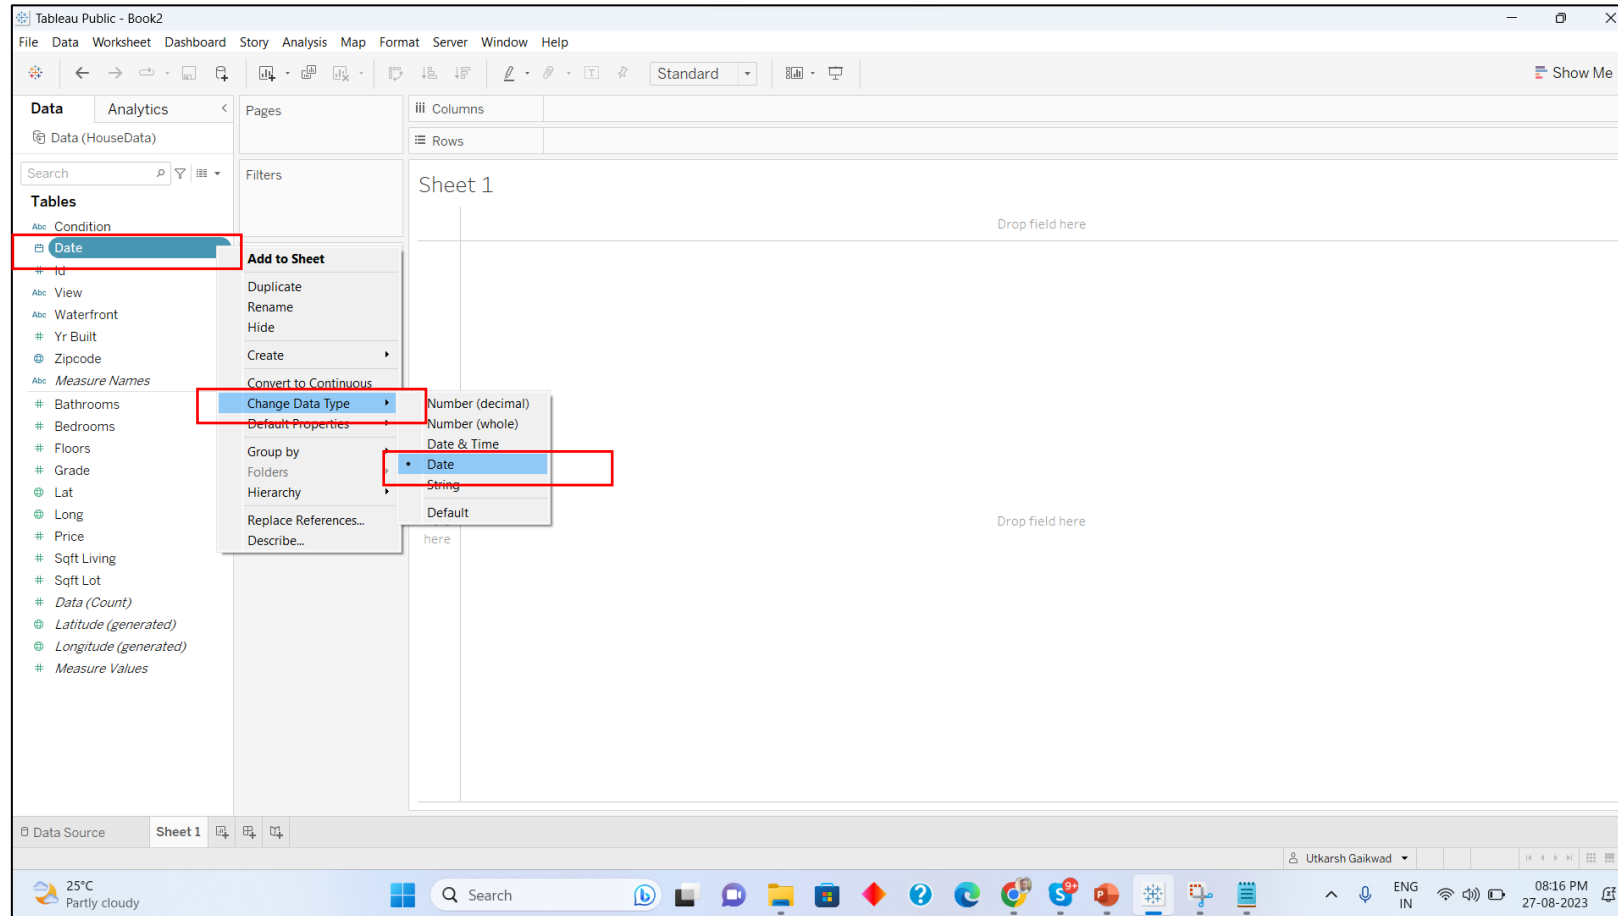 Tableau Public - Book2
File Data Worksheet Dashboard Story Analysis Map Format Server Window Help
Standard
Show Me
Data Analytics
Data (HouseData)
Search
Tables
Abc Condition
Date
# Id
Abc View
Abc Waterfront
# Yr Built
Zipcode
Abc Measure Names
# Bathrooms
# Bedrooms
# Floors
# Grade
Lat
Long
# Price
# Sqft Living
# Sqft Lot
# Data (Count)
Latitude (generated)
Longitude (generated)
# Measure Values
Pages
Filters
Add to Sheet
Duplicate
Rename
Hide
Create
Convert to Continuous
Change Data Type
Default Properties
Group by
Folders
Hierarchy
Replace References...
Describe...
Number (decimal)
Number (whole)
Date & Time
• Date
String
Default
Columns
Rows
Sheet 1
Drop field here
Drop field here
here
Data Source Sheet 1
Utkarsh Gaikwad
25°C
Partly cloudy
Search
9+
ENG
IN
08:16 PM
27-08-2023